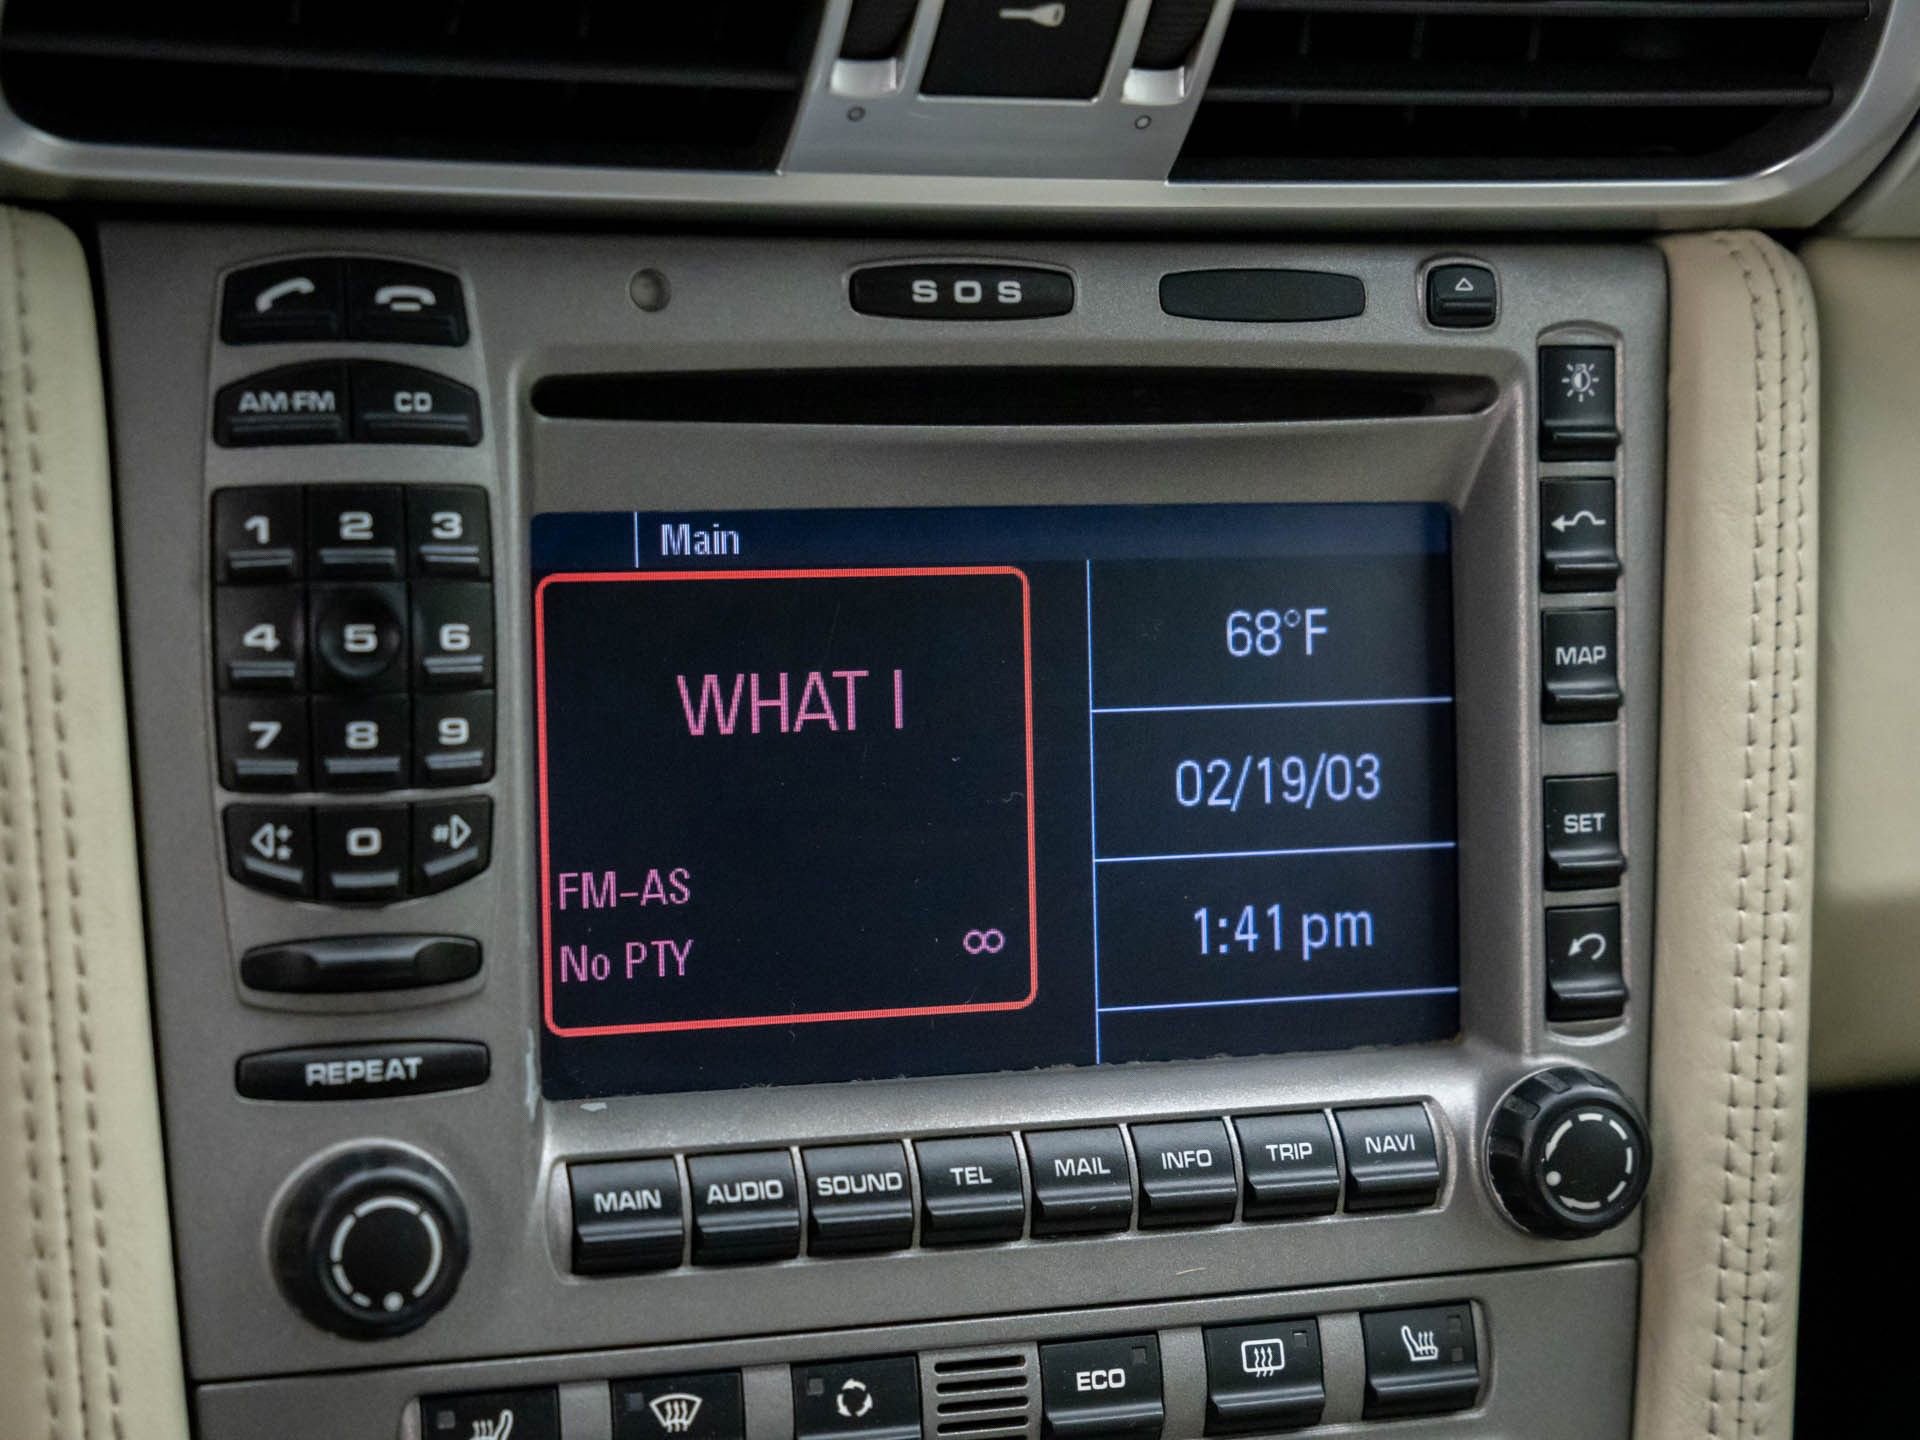 SOS
AM·FM CD
1 2 3
4 5 6
7 8 9
* 0 #
REPEAT
Main
WHAT I
FM-AS
No PTY
∞
68°F
02/19/03
1:41 pm
MAP
SET
MAIN AUDIO SOUND TEL MAIL INFO TRIP NAVI
ECO